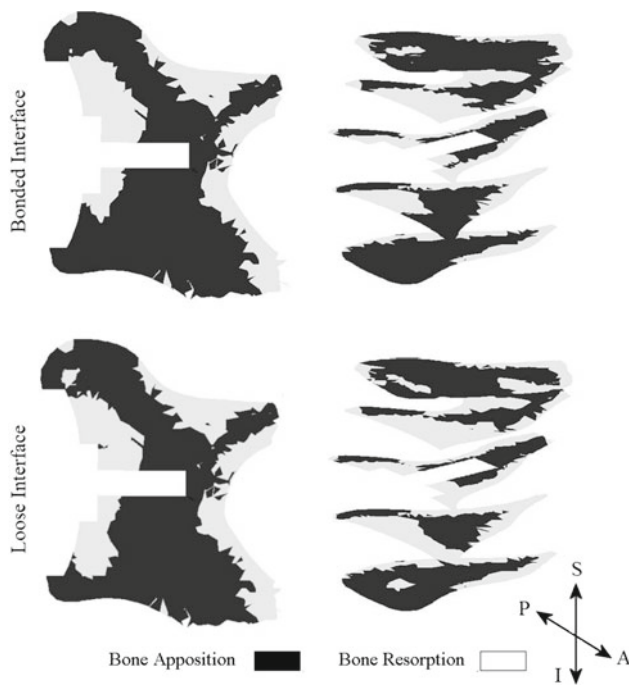 Bonded Interface
Loose Interface
S
P
A
I
Bone Apposition
Bone Resorption